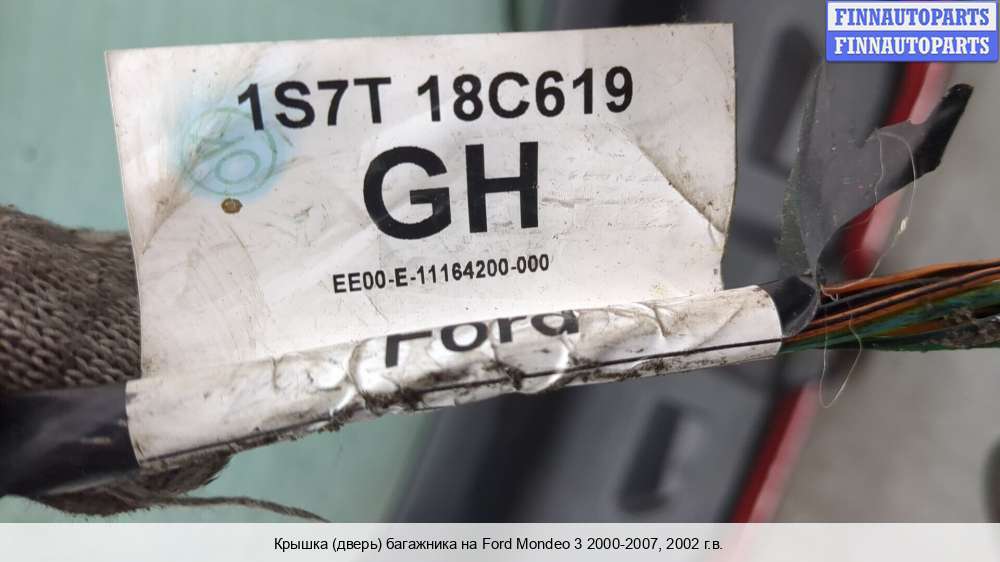 FINNAUTOPARTS
FINNAUTOPARTS
1S7T 18C619
GH
EE00-E-11164200-000
Ford
Крышка (дверь) багажника на Ford Mondeo 3 2000-2007, 2002 г.в.